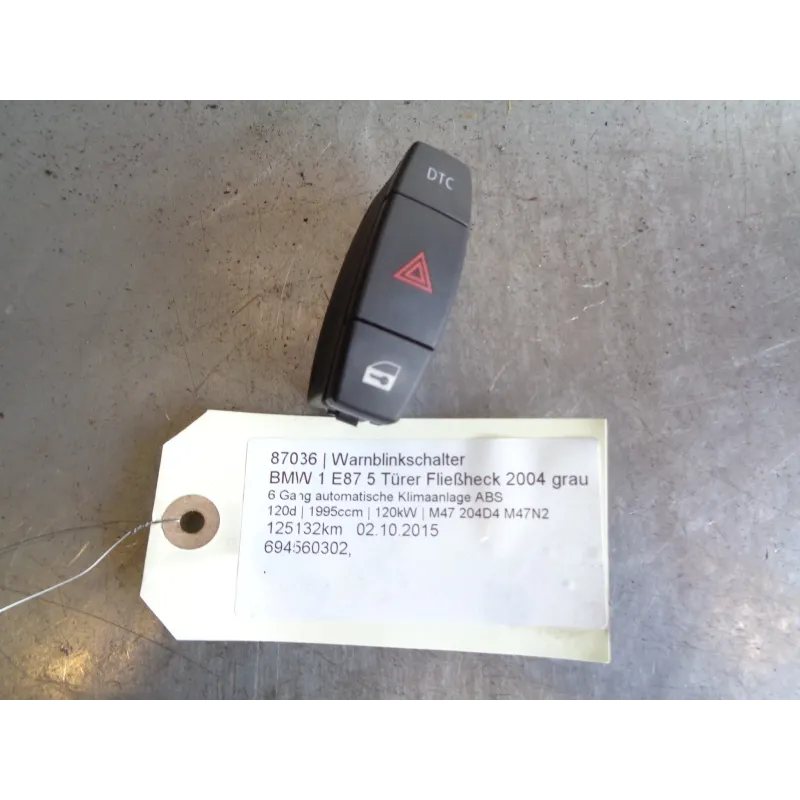 DTC
87036 | Warnblinkschalter
BMW 1 E87 5 Türer Fließheck 2004 grau
6 Gang automatische Klimaanlage ABS
120d | 1995ccm | 120kW | M47 204D4 M47N2
125132km 02.10.2015
694560302,